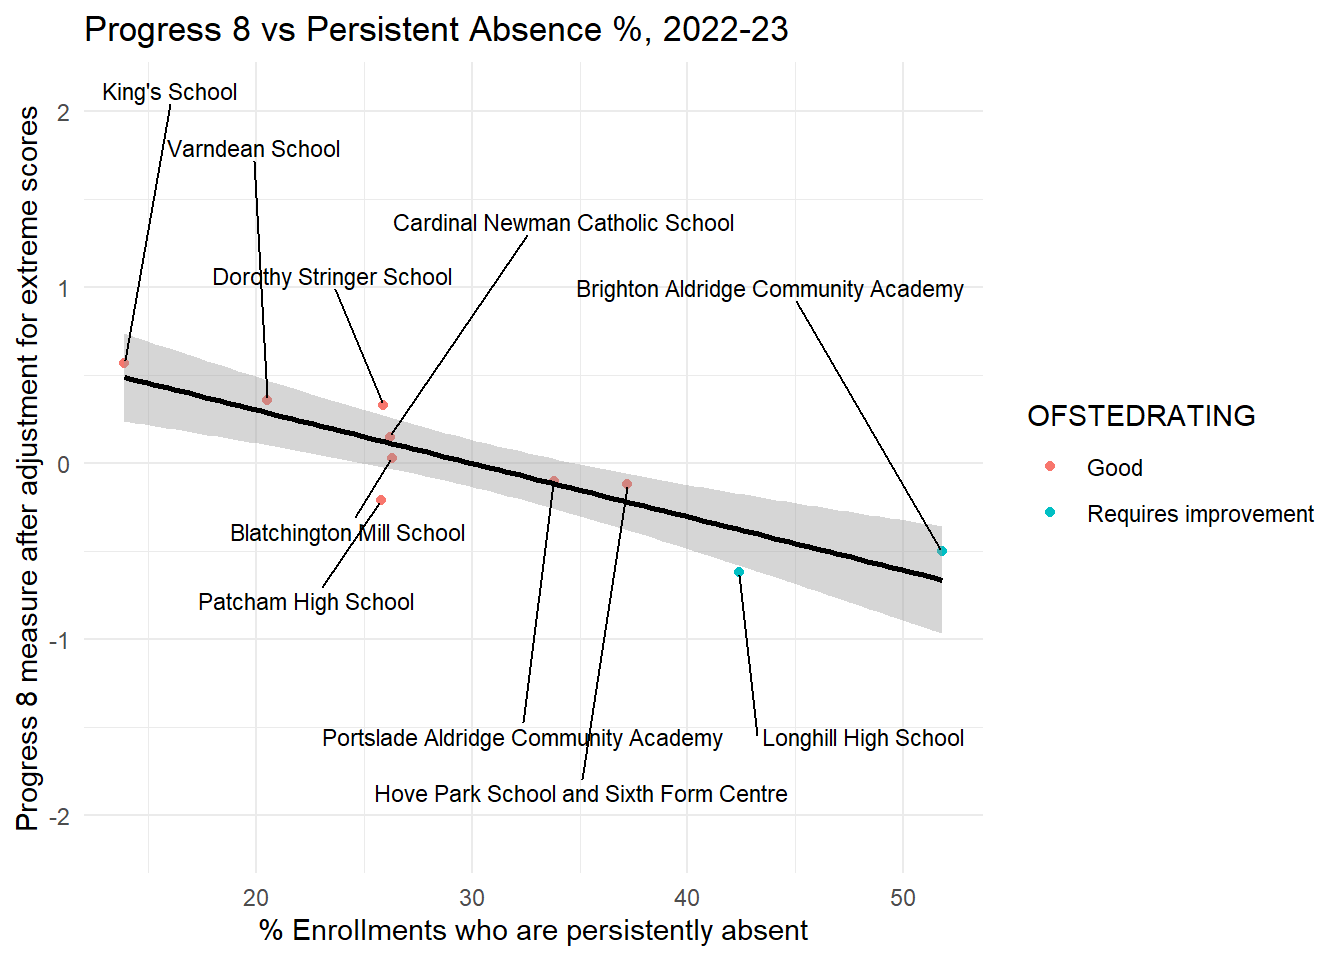 Progress 8 vs Persistent Absence %, 2022-23
Progress 8 measure after adjustment for extreme scores
2
1
0
-1
-2
King's School
Varndean School
Cardinal Newman Catholic School
Dorothy Stringer School
Brighton Aldridge Community Academy
Blatchington Mill School
Patcham High School
Portslade Aldridge Community Academy
Longhill High School
Hove Park School and Sixth Form Centre
20
30
40
50
% Enrollments who are persistently absent
OFSTEDRATING
Good
Requires improvement